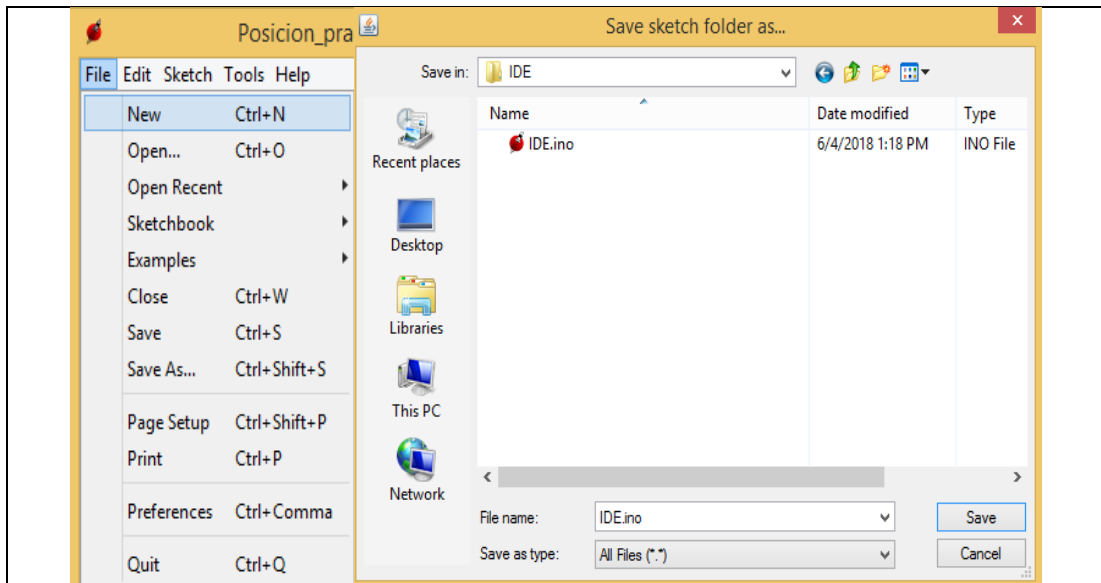 Posicion_pra
File Edit Sketch Tools Help
New Ctrl+N
Open... Ctrl+O
Open Recent
Sketchbook
Examples
Close Ctrl+W
Save Ctrl+S
Save As... Ctrl+Shift+S
Page Setup Ctrl+Shift+P
Print Ctrl+P
Preferences Ctrl+Comma
Quit Ctrl+Q
Save sketch folder as...
Save in: IDE
Recent places
Desktop
Libraries
This PC
Network
Name Date modified Type
IDE.ino 6/4/2018 1:18 PM INO File
File name: IDE.ino Save
Save as type: All Files (*.*) Cancel